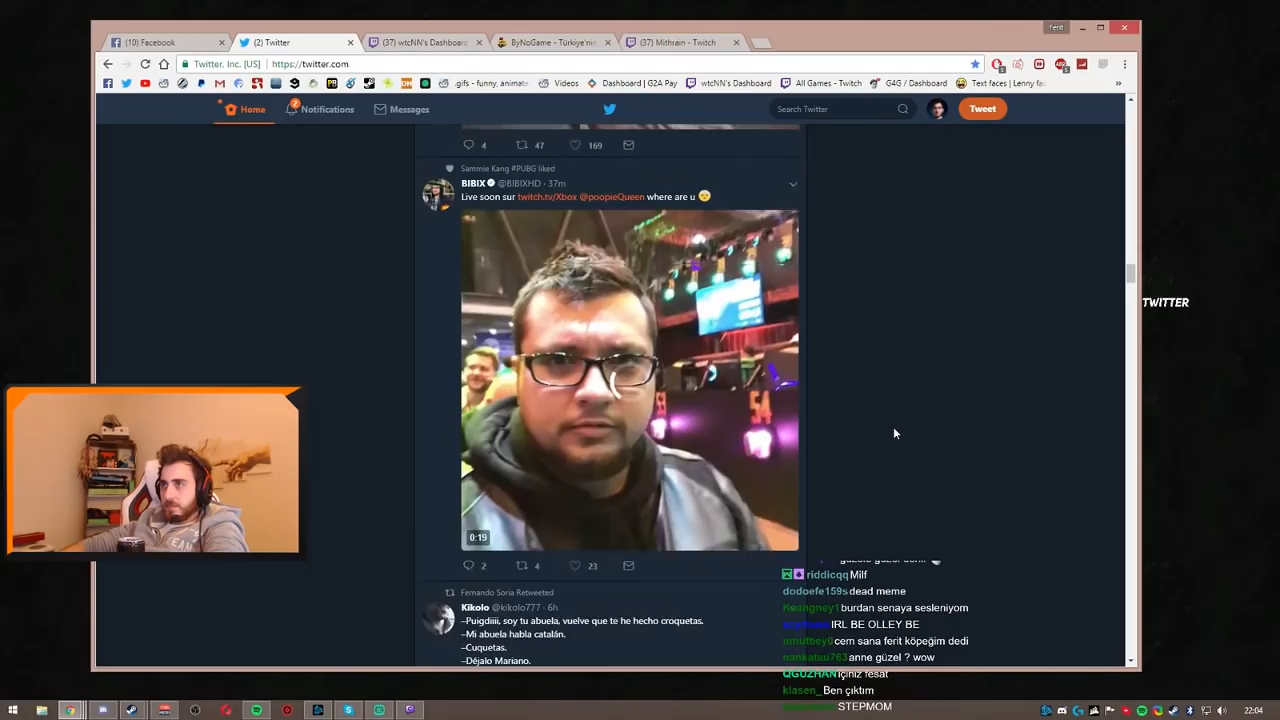 Ferit
(10) Facebook
(2) Twitter
(37) wtcNN's Dashboard
ByNoGame - Türkiye'nin
(37) Mithrain - Twitch
Twitter, Inc. [US]
https://twitter.com
.gifs - funny, animate
Videos
Dashboard | G2A Pay
wtcNN's Dashboard
All Games - Twitch
G4G / Dashboard
Text faces | Lenny fa
Home
2
Notifications
Messages
Search Twitter
Tweet
4
47
169
Sammie Kang #PUBG liked
BIBIX @BIBIXHD · 37m
Live soon sur twitch.tv/Xbox @poopieQueen where are u
TWITTER
54
0:19
2
4
23
Fernando Soria Retweeted
Kikolo @kikolo777 · 6h
–Puigdiiii, soy tu abuela, vuelve que te he hecho croquetas.
–Mi abuela habla catalán.
–Cuquetas.
–Déjalo Mariano.
riddicqq Milf
dodoefe159s dead meme
Keangney1 burdan senaya sesleniyom
IRL BE OLLEY BE
umutbey0 cem sana ferit köpeğim dedi
nankatsu763 anne güzel ? wow
QGUZHAN içiniz fesat
klasen_ Ben çıktım
STEPMOM
22:04